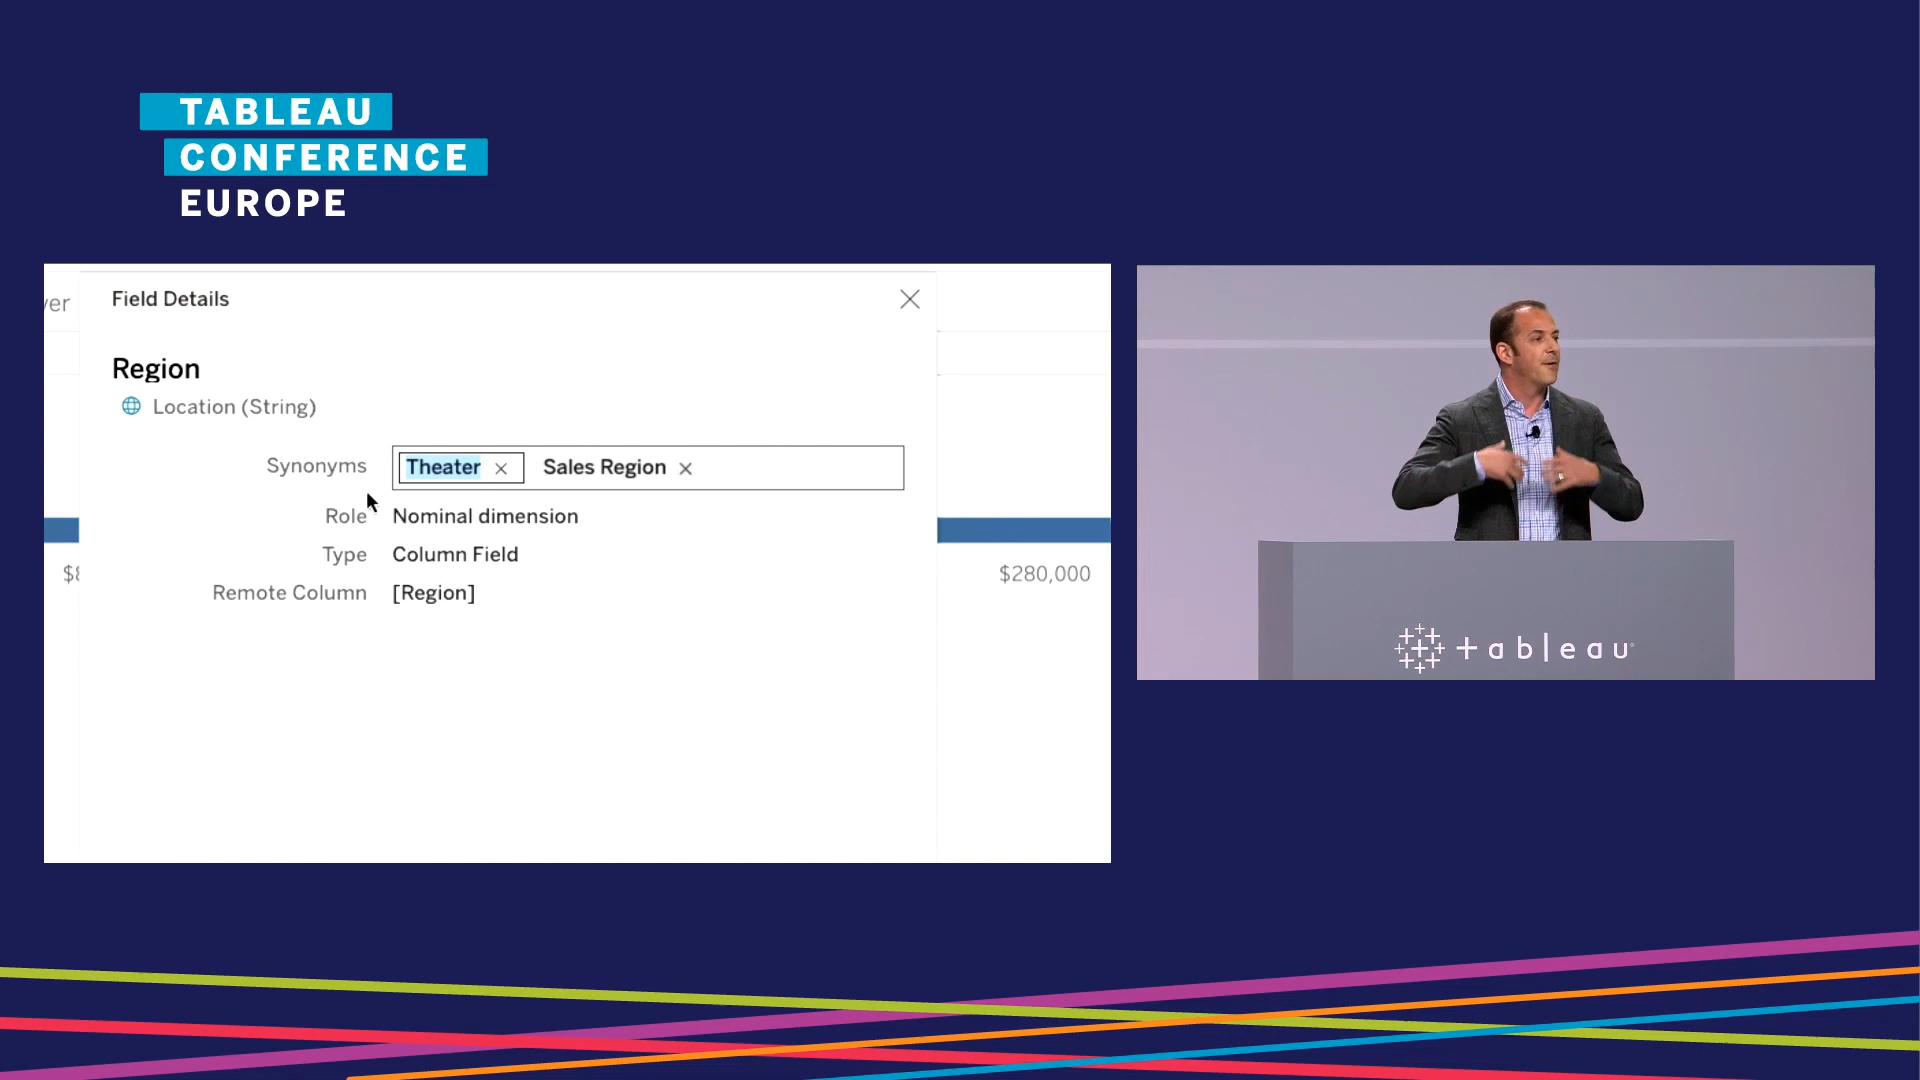 TABLEAU
CONFERENCE
EUROPE
Field Details
Region
Location (String)
Synonyms Theater × Sales Region ×
Role Nominal dimension
Type Column Field
Remote Column [Region]
$280,000
+ableau